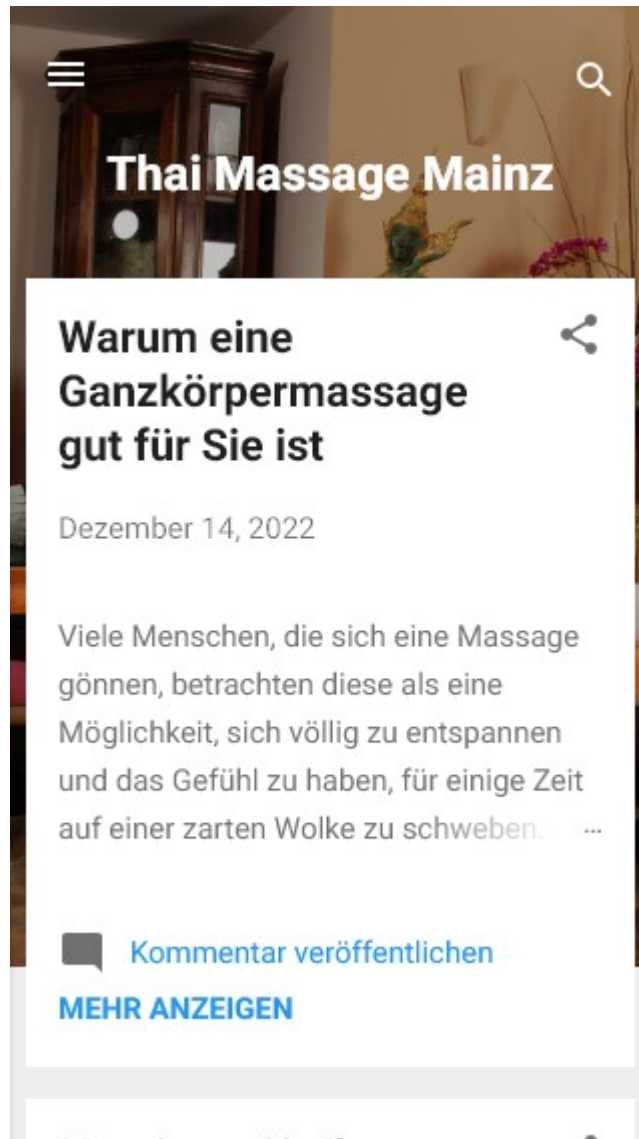 Thai Massage Mainz
Warum eine
Ganzkörpermassage
gut für Sie ist
Dezember 14, 2022
Viele Menschen, die sich eine Massage
gönnen, betrachten diese als eine
Möglichkeit, sich völlig zu entspannen
und das Gefühl zu haben, für einige Zeit
auf einer zarten Wolke zu schweben. ...
Kommentar veröffentlichen
MEHR ANZEIGEN